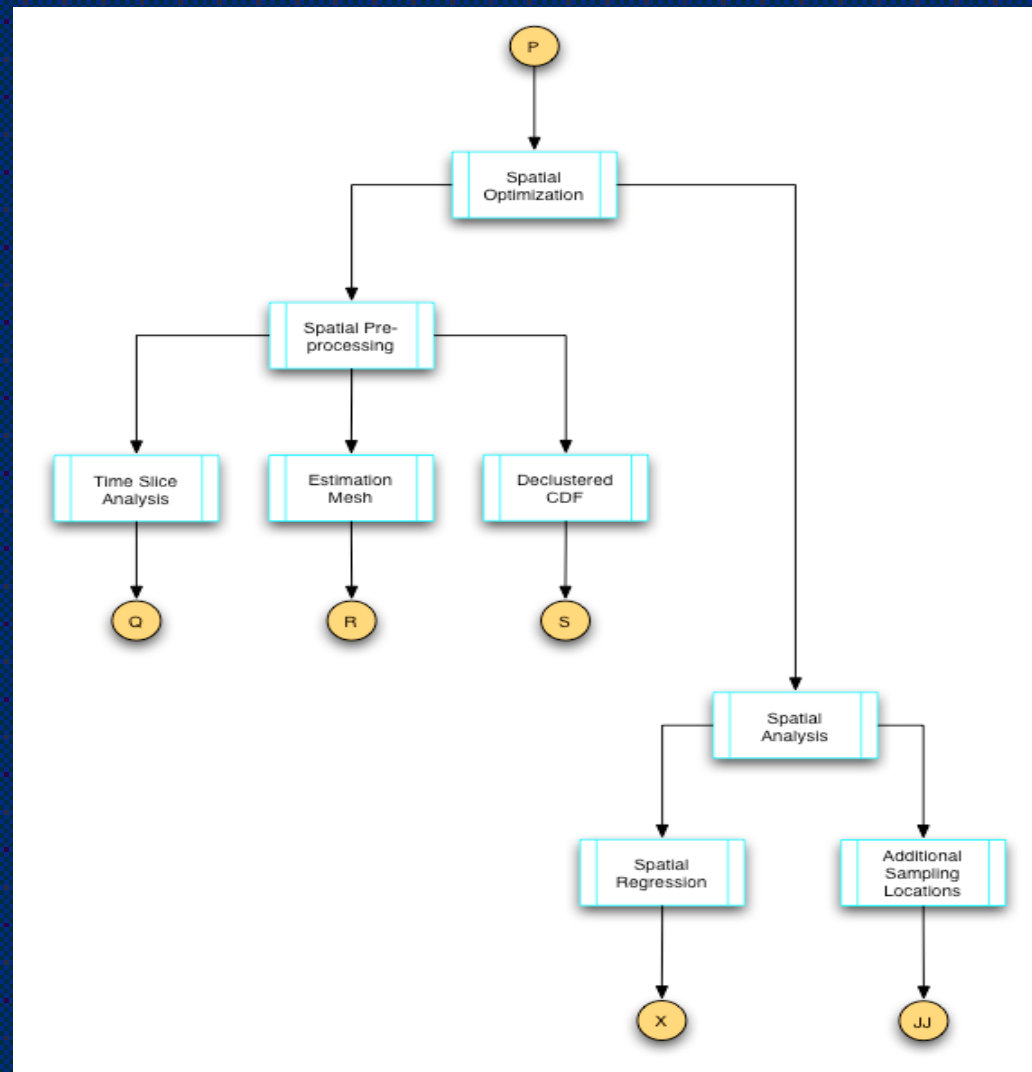 P
Spatial
Optimization
Spatial Pre-
processing
Time Slice
Analysis
Estimation
Mesh
Declustered
CDF
Q
R
S
Spatial
Analysis
Spatial
Regression
Additional
Sampling
Locations
X
JJ